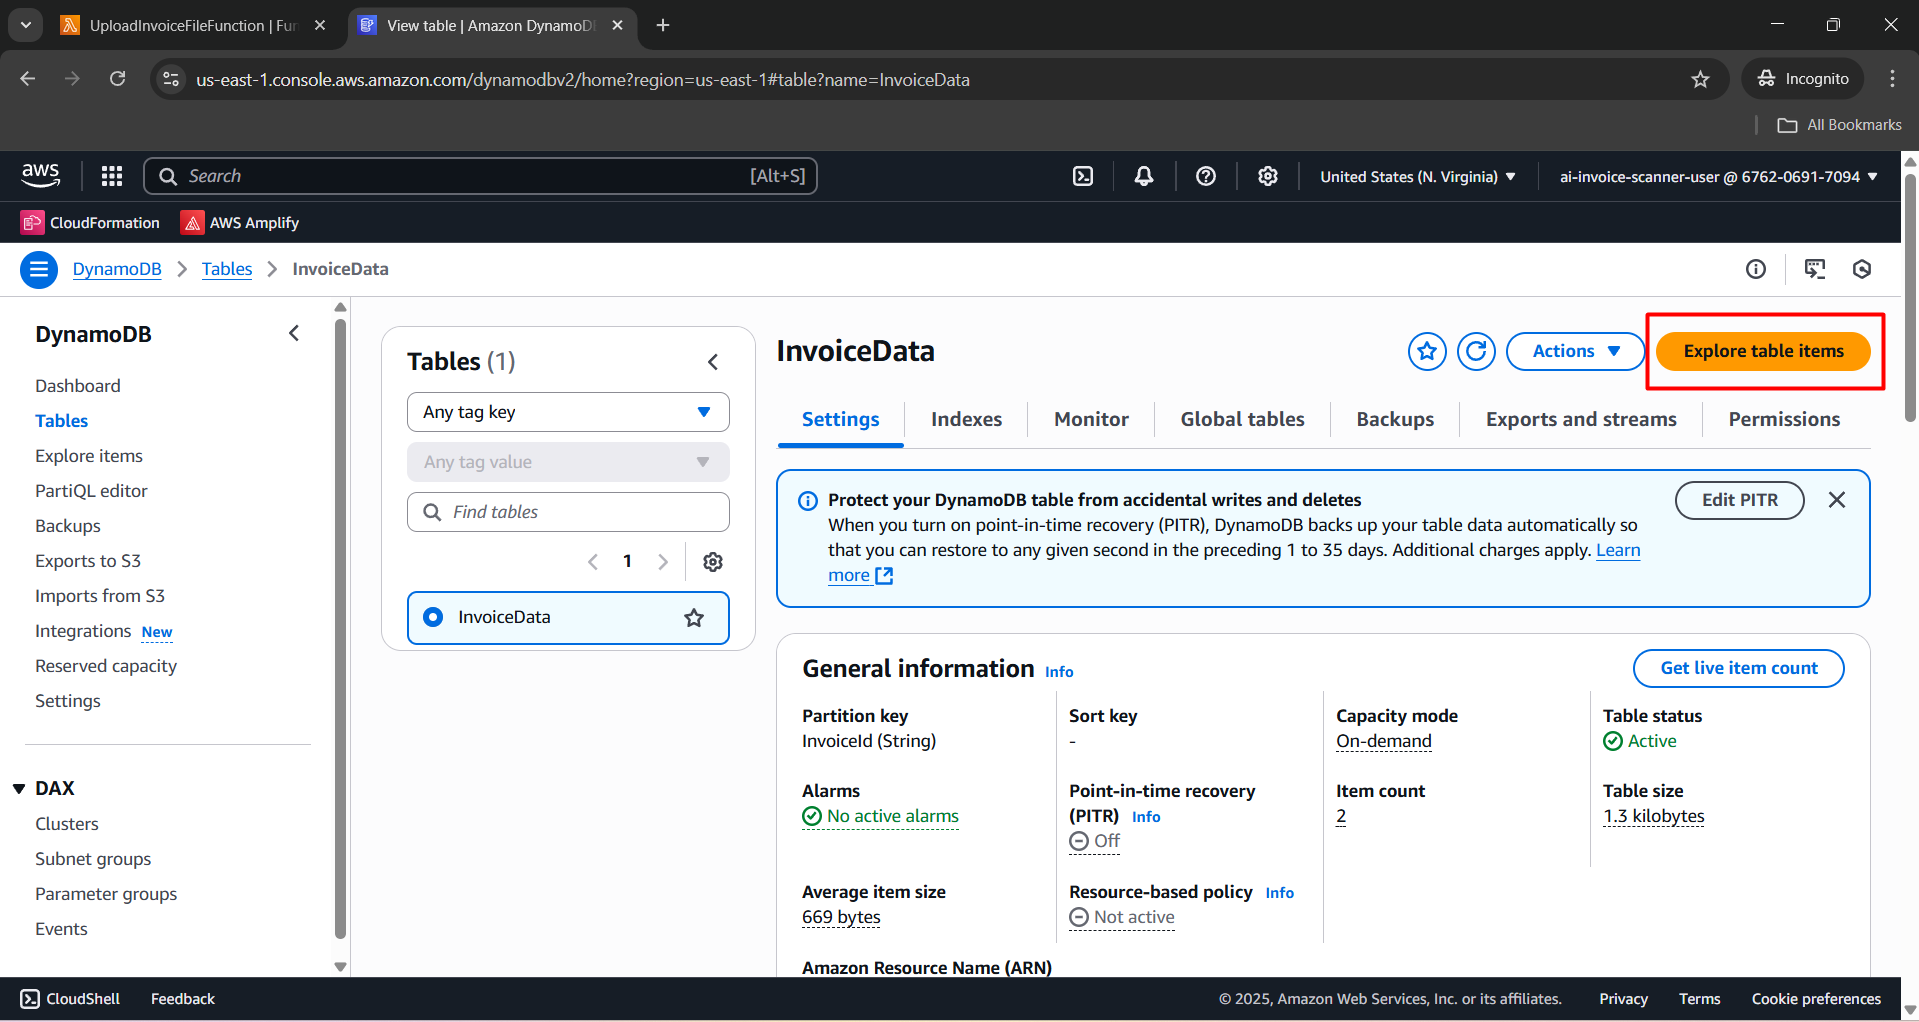 UploadInvoiceFileFunction | Fun
View table | Amazon DynamoDB
us-east-1.console.aws.amazon.com/dynamodbv2/home?region=us-east-1#table?name=InvoiceData
Incognito
All Bookmarks
aws
Search
[Alt+S]
United States (N. Virginia)
ai-invoice-scanner-user @ 6762-0691-7094
CloudFormation
AWS Amplify
DynamoDB
Tables
InvoiceData
DynamoDB
Dashboard
Tables
Explore items
PartiQL editor
Backups
Exports to S3
Imports from S3
Integrations New
Reserved capacity
Settings
DAX
Clusters
Subnet groups
Parameter groups
Events
Tables (1)
Any tag key
Any tag value
Find tables
1
InvoiceData
InvoiceData
Actions
Explore table items
Settings
Indexes
Monitor
Global tables
Backups
Exports and streams
Permissions
Protect your DynamoDB table from accidental writes and deletes
When you turn on point-in-time recovery (PITR), DynamoDB backs up your table data automatically so
that you can restore to any given second in the preceding 1 to 35 days. Additional charges apply. Learn
more
Edit PITR
General information Info
Get live item count
Partition key
InvoiceId (String)
Sort key
-
Capacity mode
On-demand
Table status
Active
Alarms
No active alarms
Point-in-time recovery
(PITR) Info
Off
Item count
2
Table size
1.3 kilobytes
Average item size
669 bytes
Resource-based policy Info
Not active
Amazon Resource Name (ARN)
CloudShell
Feedback
© 2025, Amazon Web Services, Inc. or its affiliates.
Privacy
Terms
Cookie preferences